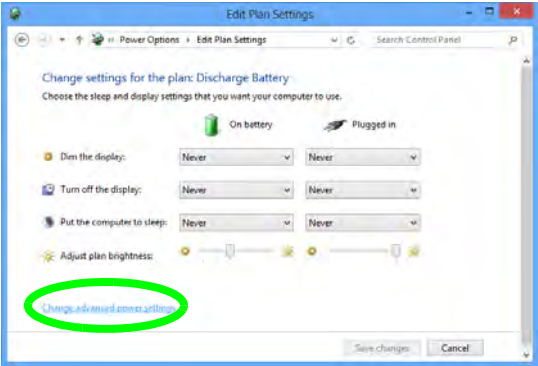 Edit Plan Settings
« Power Options › Edit Plan Settings
Search Control Panel
Change settings for the plan: Discharge Battery
Choose the sleep and display settings that you want your computer to use.
On battery Plugged in
Dim the display: Never Never
Turn off the display: Never Never
Put the computer to sleep: Never Never
Adjust plan brightness:
Change advanced power settings
Save changes Cancel